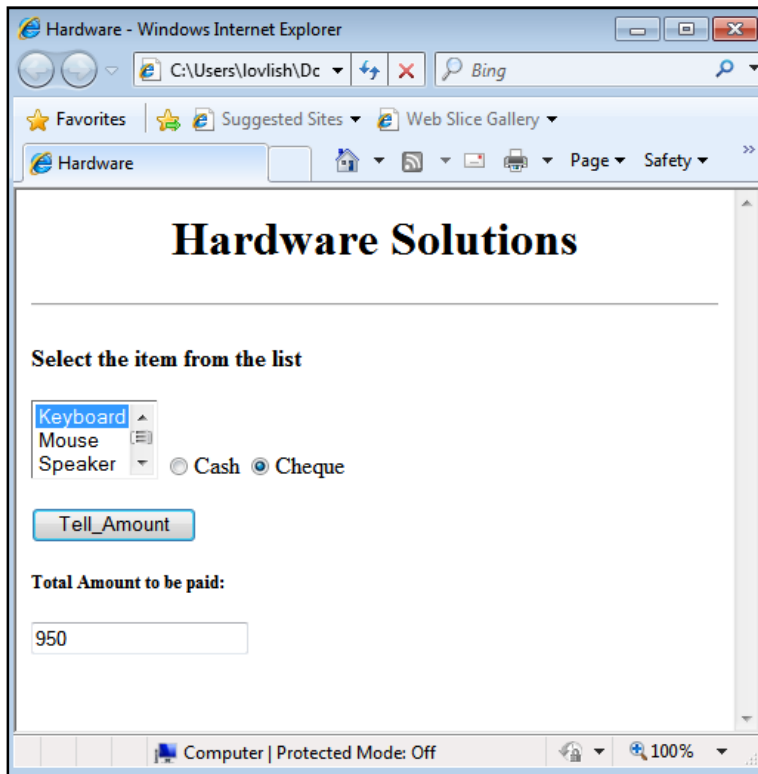 Hardware - Windows Internet Explorer
C:\Users\lovlish\Dc
Bing
Favorites
Suggested Sites
Web Slice Gallery
Hardware
Page
Safety
»
Hardware Solutions
Select the item from the list
Keyboard
Mouse
Speaker
Cash
Cheque
Tell_Amount
Total Amount to be paid:
950
Computer | Protected Mode: Off
100%